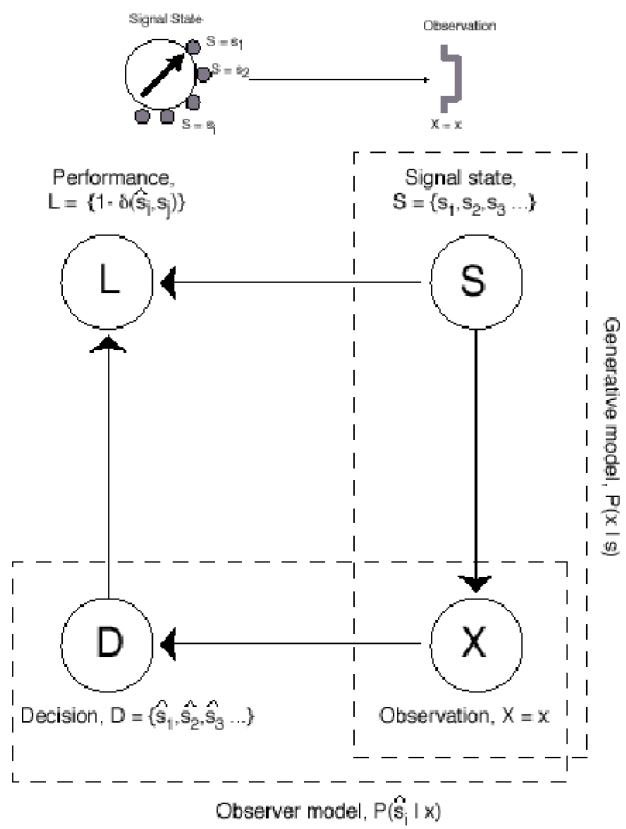 Signal State
Observation
S = s₁
S = s₂
S = sᵢ
X = x
Performance,
L = {1- δ(ŝᵢ,sⱼ)}
Signal state,
S = {s₁,s₂,s₃ ...}
L
S
Generative model, P(x | s)
D
X
Decision, D = {ŝ₁,ŝ₂,ŝ₃ ...}
Observation, X = x
Observer model, P(ŝᵢ | x)